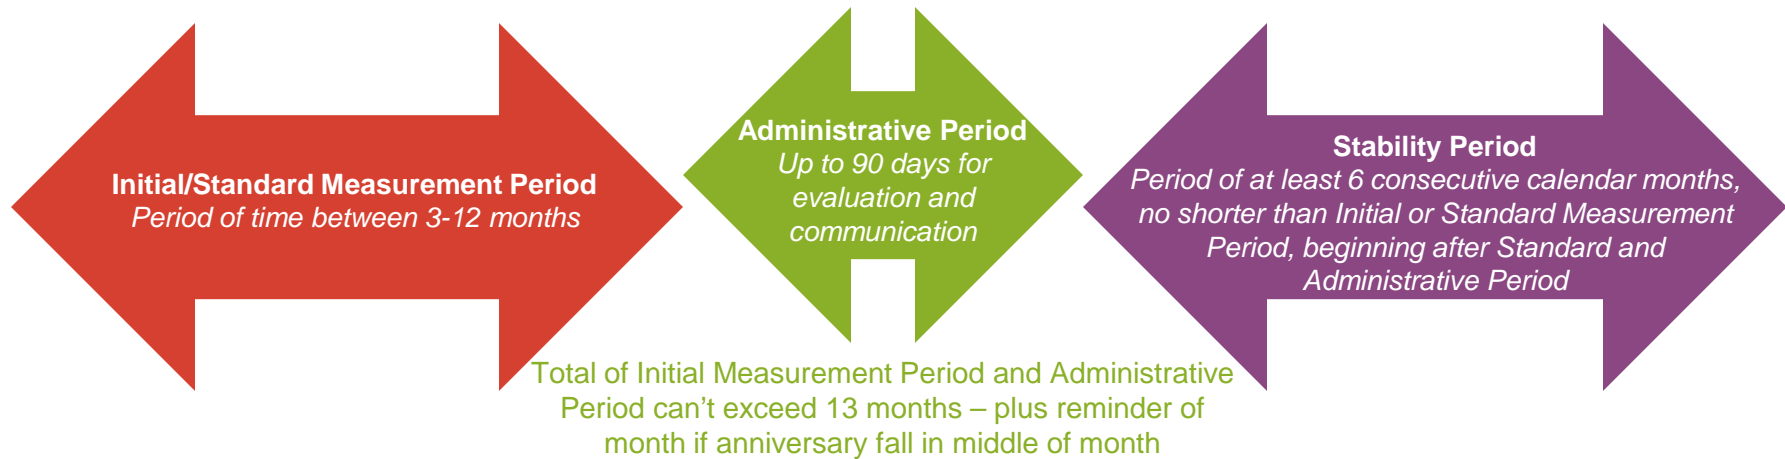 Initial/Standard Measurement Period
Period of time between 3-12 months
Administrative Period
Up to 90 days for
evaluation and
communication
Stability Period
Period of at least 6 consecutive calendar months,
no shorter than Initial or Standard Measurement
Period, beginning after Standard and
Administrative Period
Total of Initial Measurement Period and Administrative
Period can’t exceed 13 months – plus reminder of
month if anniversary fall in middle of month